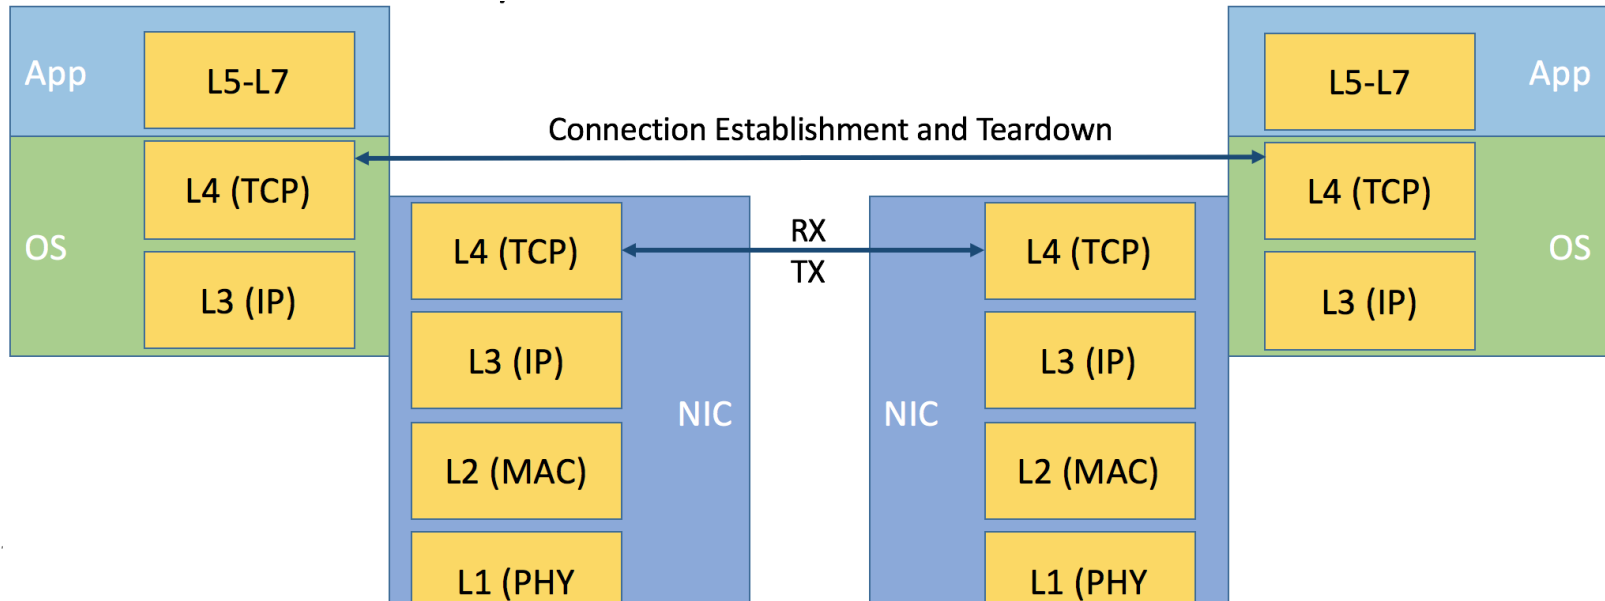 App
L5-L7
L5-L7
App
Connection Establishment and Teardown
OS
L4 (TCP)
L4 (TCP)
OS
L3 (IP)
L3 (IP)
L4 (TCP)
RX
TX
L4 (TCP)
L3 (IP)
L3 (IP)
NIC
NIC
L2 (MAC)
L2 (MAC)
L1 (PHY
L1 (PHY